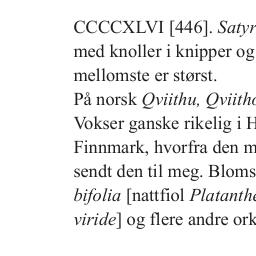 CCCCXLVI [446]. Satyr
med knoller i knipper og
mellomste er størst.
På norsk Qviithu, Qviitho
Vokser ganske rikelig i H
Finnmark, hvorfra den m
sendt den til meg. Bloms
bifolia [nattfiol Platanthe
viride] og flere andre ork